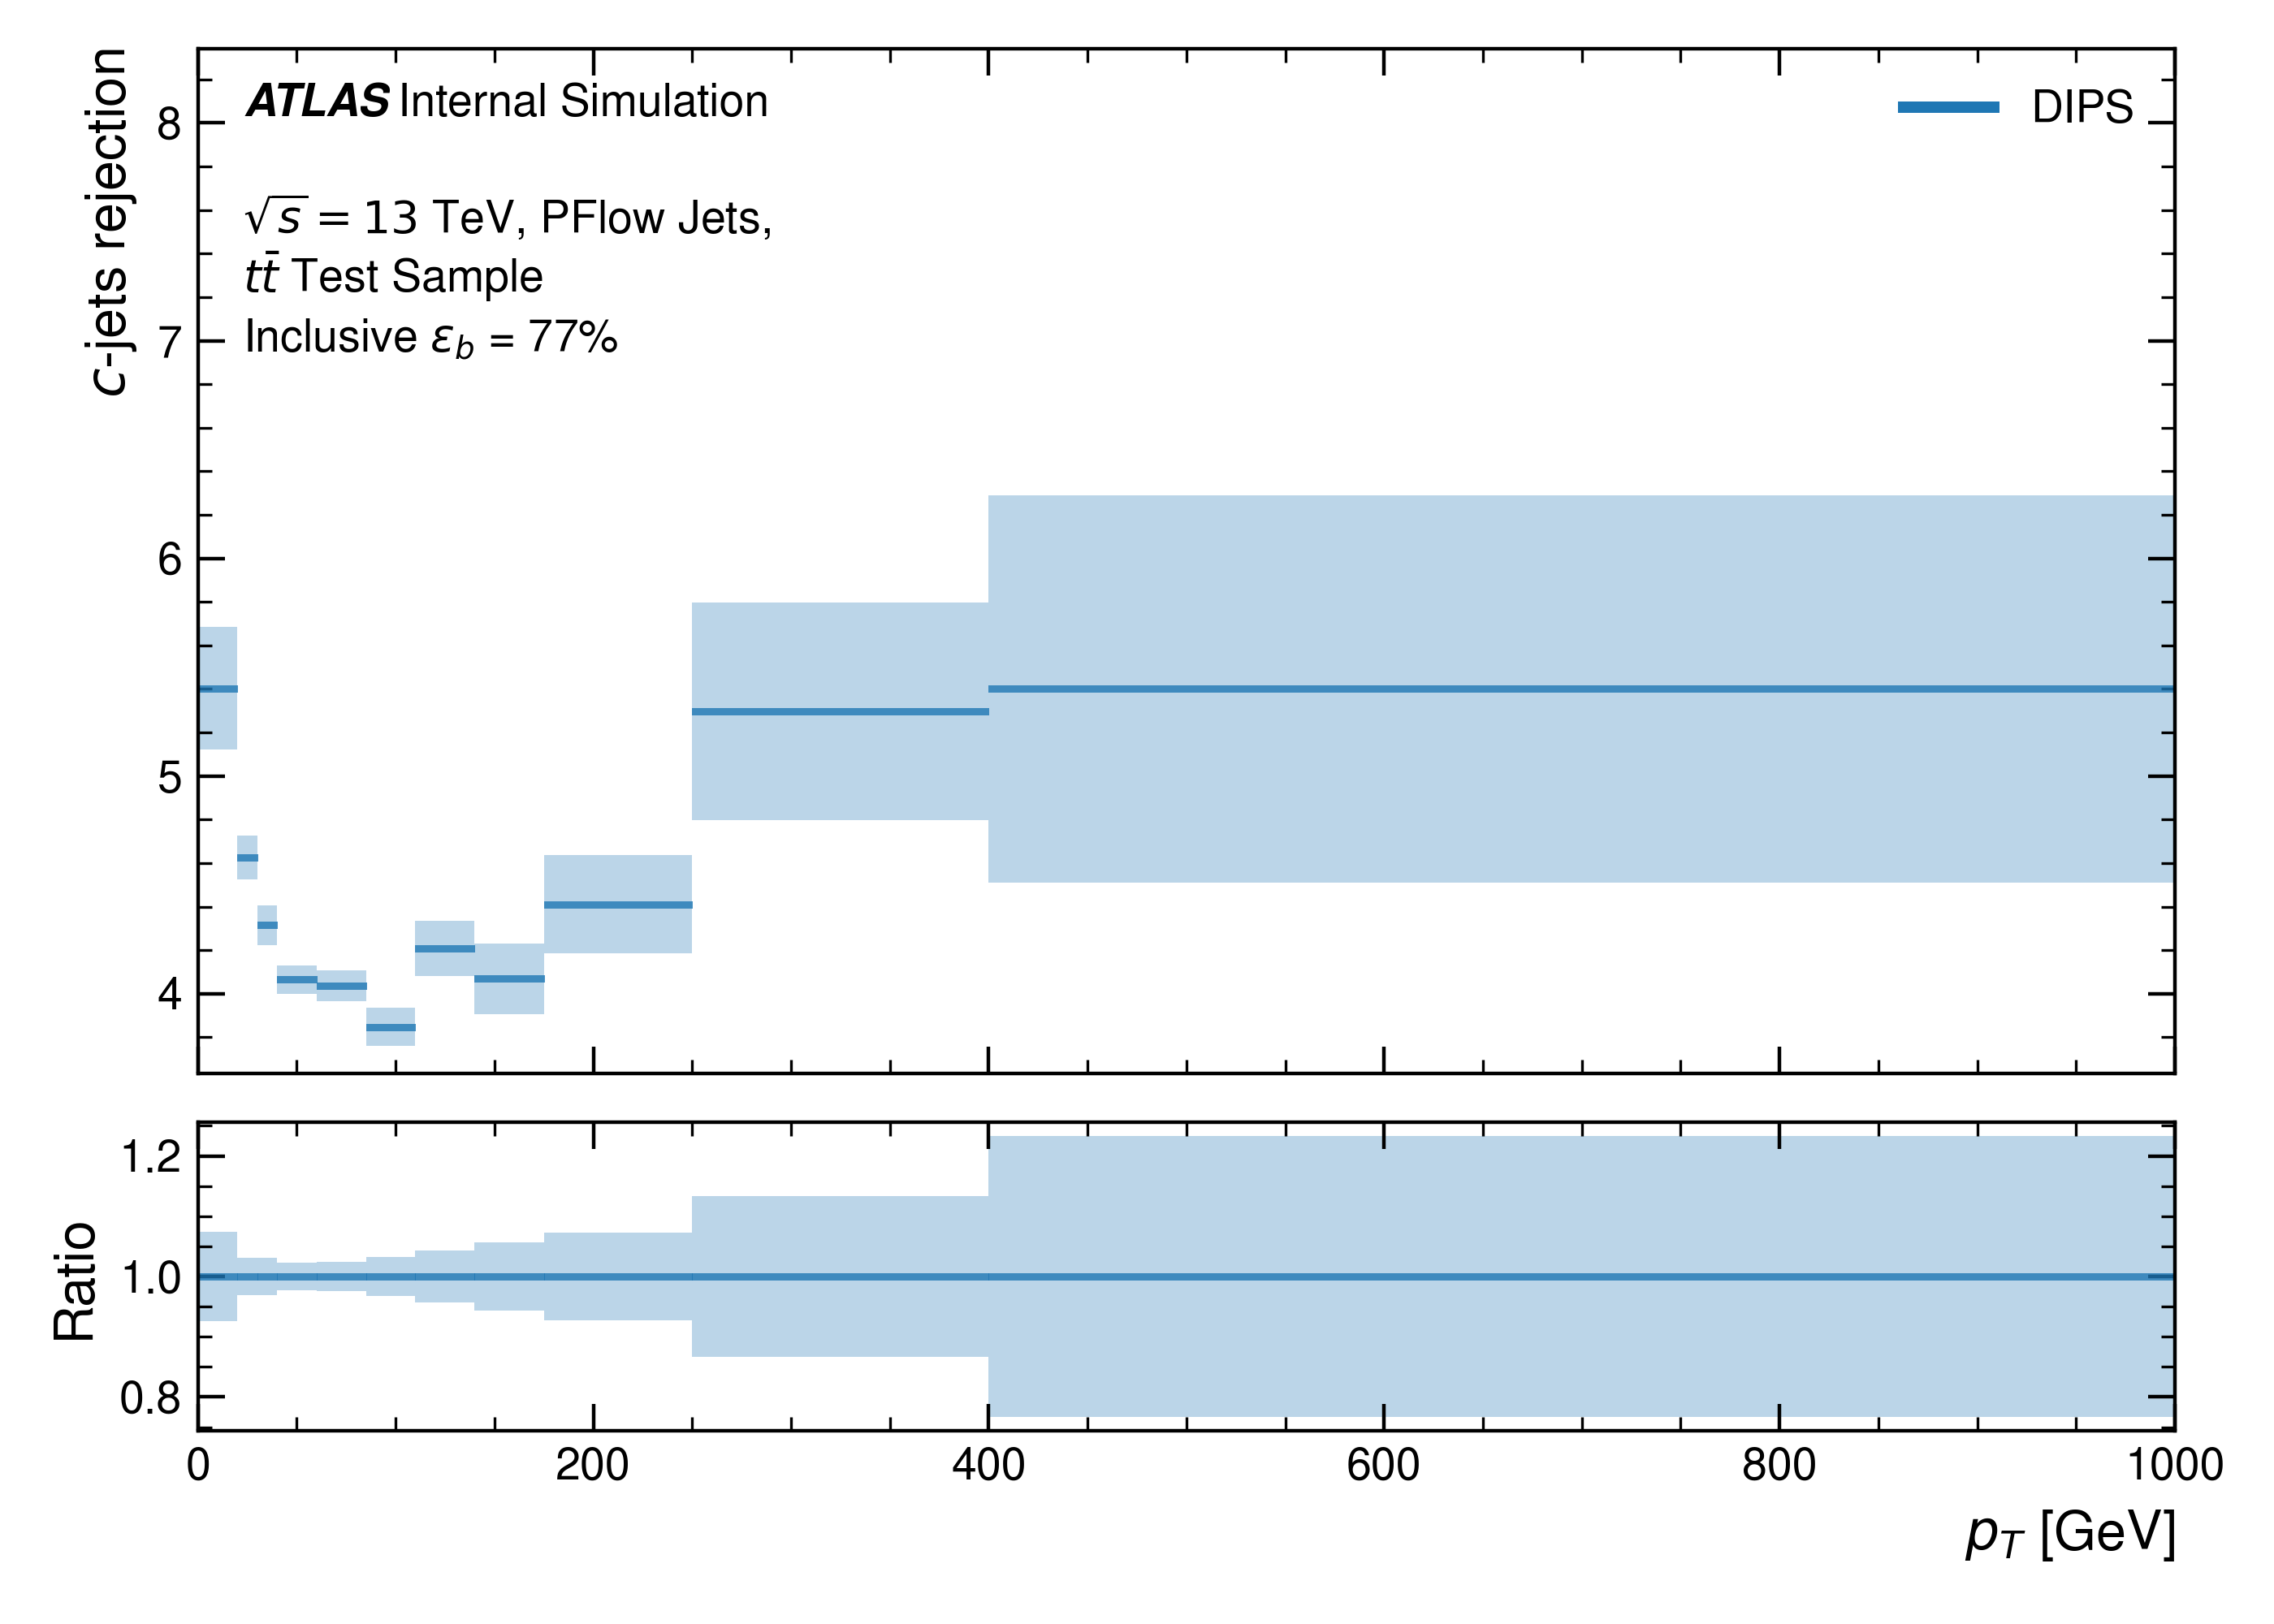 c-jets rejection
8
7
6
5
4
ATLAS Internal Simulation
√s = 13 TeV, PFlow Jets,
tt̄ Test Sample
Inclusive εb = 77%
DIPS
Ratio
1.2
1.0
0.8
0 200 400 600 800 1000
pT [GeV]